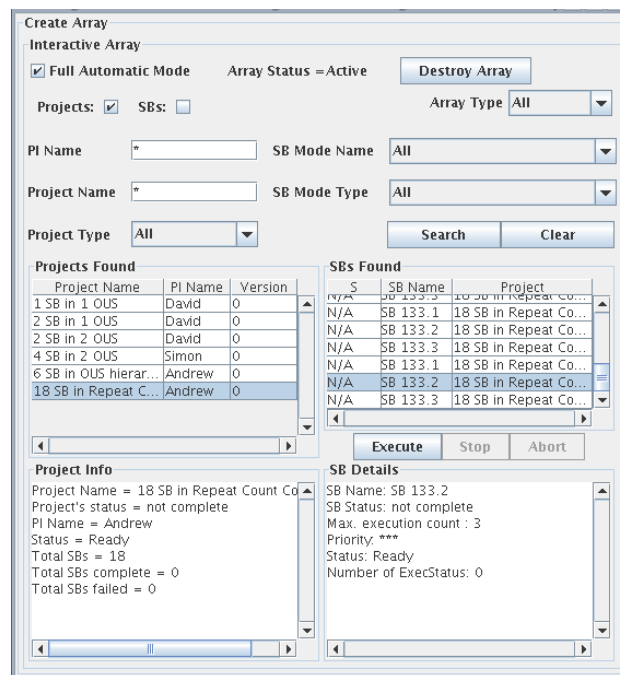 Create Array
Interactive Array
Full Automatic Mode Array Status =Active Destroy Array
Projects: SBs: Array Type All
PI Name * SB Mode Name All
Project Name * SB Mode Type All
Project Type All Search Clear
Projects Found
Project Name PI Name Version
1 SB in 1 OUS David 0
2 SB in 1 OUS David 0
2 SB in 2 OUS David 0
4 SB in 2 OUS Simon 0
6 SB in OUS hierar... Andrew 0
18 SB in Repeat C... Andrew 0
SBs Found
S SB Name Project
N/A SB 133.3 18 SB in Repeat Co...
N/A SB 133.1 18 SB in Repeat Co...
N/A SB 133.2 18 SB in Repeat Co...
N/A SB 133.3 18 SB in Repeat Co...
N/A SB 133.1 18 SB in Repeat Co...
N/A SB 133.2 18 SB in Repeat Co...
N/A SB 133.3 18 SB in Repeat Co...
Execute Stop Abort
Project Info
Project Name = 18 SB in Repeat Count Co
Project's status = not complete
PI Name = Andrew
Status = Ready
Total SBs = 18
Total SBs complete = 0
Total SBs failed = 0
SB Details
SB Name: SB 133.2
SB Status: not complete
Max. execution count : 3
Priority: ***
Status: Ready
Number of ExecStatus: 0